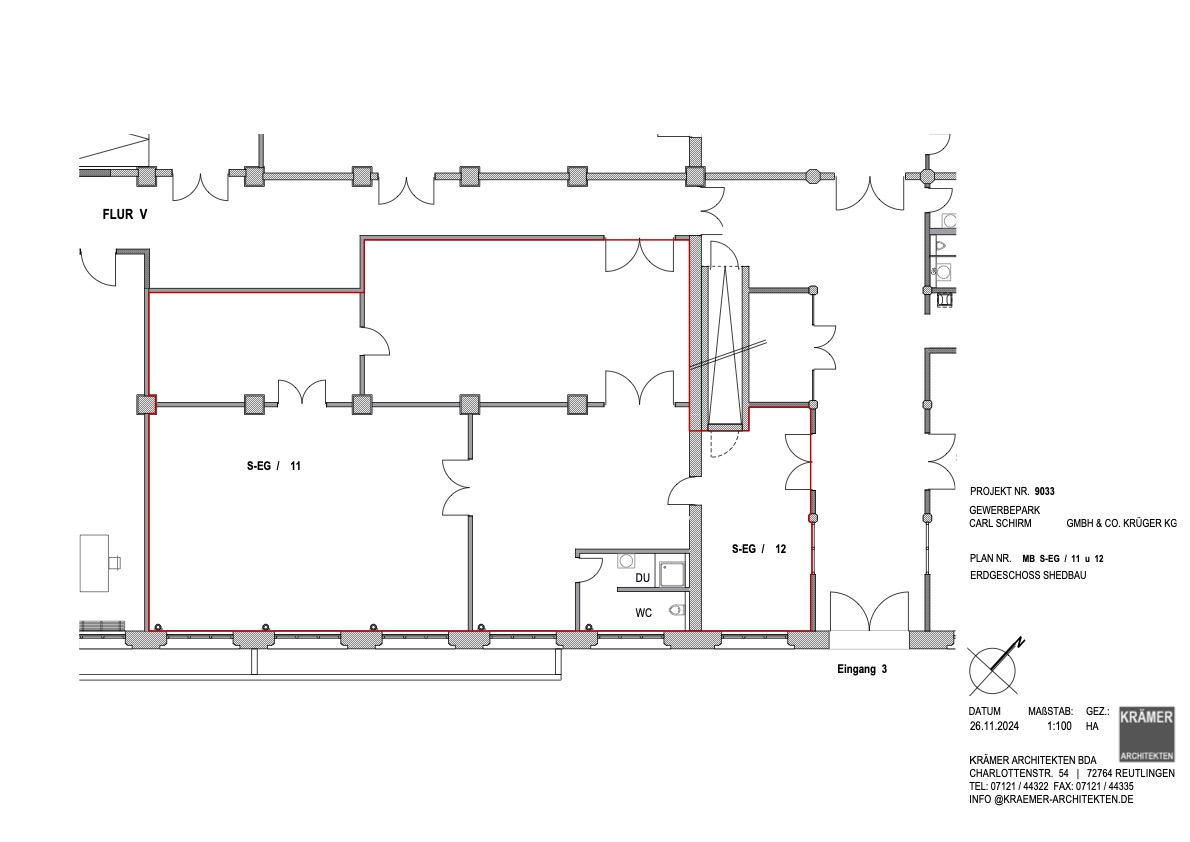 FLUR V
S-EG / 11
S-EG / 12
DU
WC
Eingang 3
PROJEKT NR. 9033
GEWERBEPARK
CARL SCHIRM GMBH & CO. KRÜGER KG
PLAN NR. MB S-EG / 11 u 12
ERDGESCHOSS SHEDBAU
N
DATUM MAßSTAB: GEZ.:
26.11.2024 1:100 HA
KRÄMER
ARCHITEKTEN
KRÄMER ARCHITEKTEN BDA
CHARLOTTENSTR. 54 | 72764 REUTLINGEN
TEL: 07121 / 44322 FAX: 07121 / 44335
INFO @KRAEMER-ARCHITEKTEN.DE